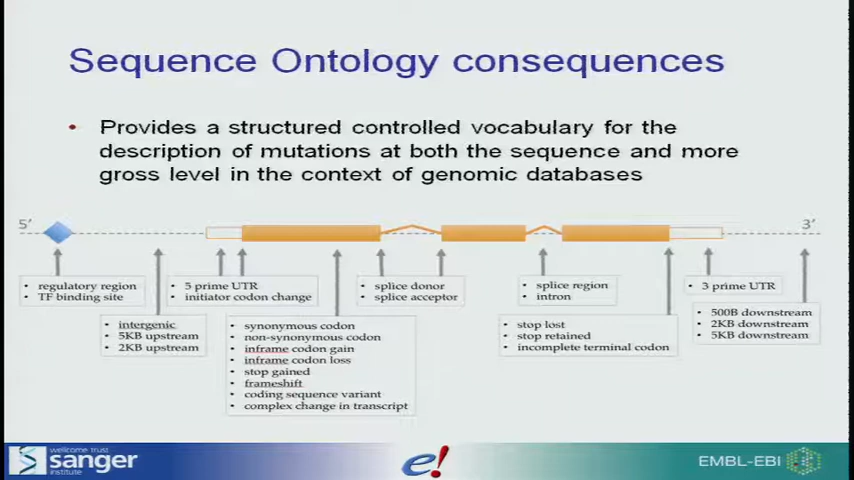 Sequence Ontology consequences
• Provides a structured controlled vocabulary for the
description of mutations at both the sequence and more
gross level in the context of genomic databases
5’
3’
• regulatory region
• TF binding site
• 5 prime UTR
• initiator codon change
• splice donor
• splice acceptor
• splice region
• intron
• 3 prime UTR
• intergenic
• 5KB upstream
• 2KB upstream
• synonymous codon
• non-synonymous codon
• inframe codon gain
• inframe codon loss
• stop gained
• frameshift
• coding sequence variant
• complex change in transcript
• stop lost
• stop retained
• incomplete terminal codon
• 500B downstream
• 2KB downstream
• 5KB downstream
wellcome trust
sanger
institute
e!
EMBL-EBI